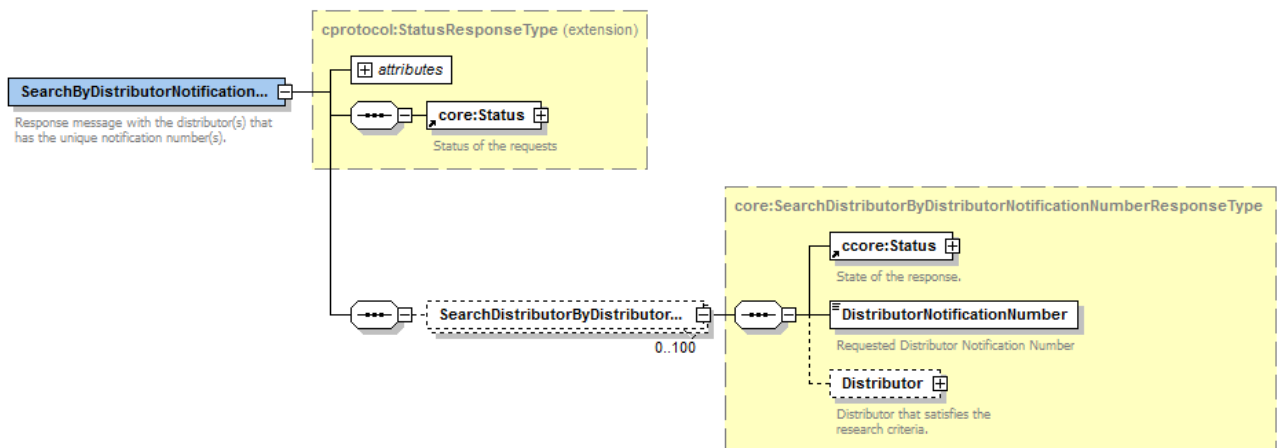 cprotocol:StatusResponseType (extension)
attributes
SearchByDistributorNotification...
Response message with the distributor(s) that
has the unique notification number(s).
core:Status
Status of the requests
core:SearchDistributorByDistributorNotificationNumberResponseType
ccore:Status
State of the response.
SearchDistributorByDistributor...
0..100
DistributorNotificationNumber
Requested Distributor Notification Number
Distributor
Distributor that satisfies the
research criteria.